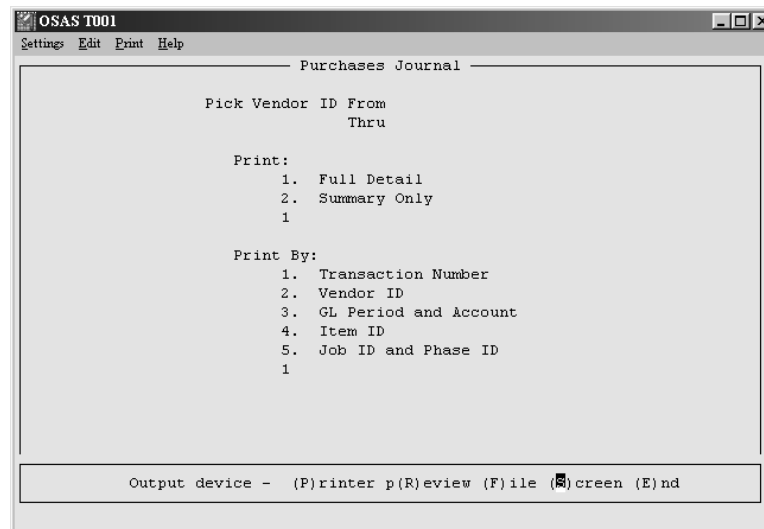 OSAS T001
Settings Edit Print Help
Purchases Journal
Pick Vendor ID From
Thru
Print:
1. Full Detail
2. Summary Only
1
Print By:
1. Transaction Number
2. Vendor ID
3. GL Period and Account
4. Item ID
5. Job ID and Phase ID
1
Output device - (P)rinter p(R)eview (F)ile (S)creen (E)nd